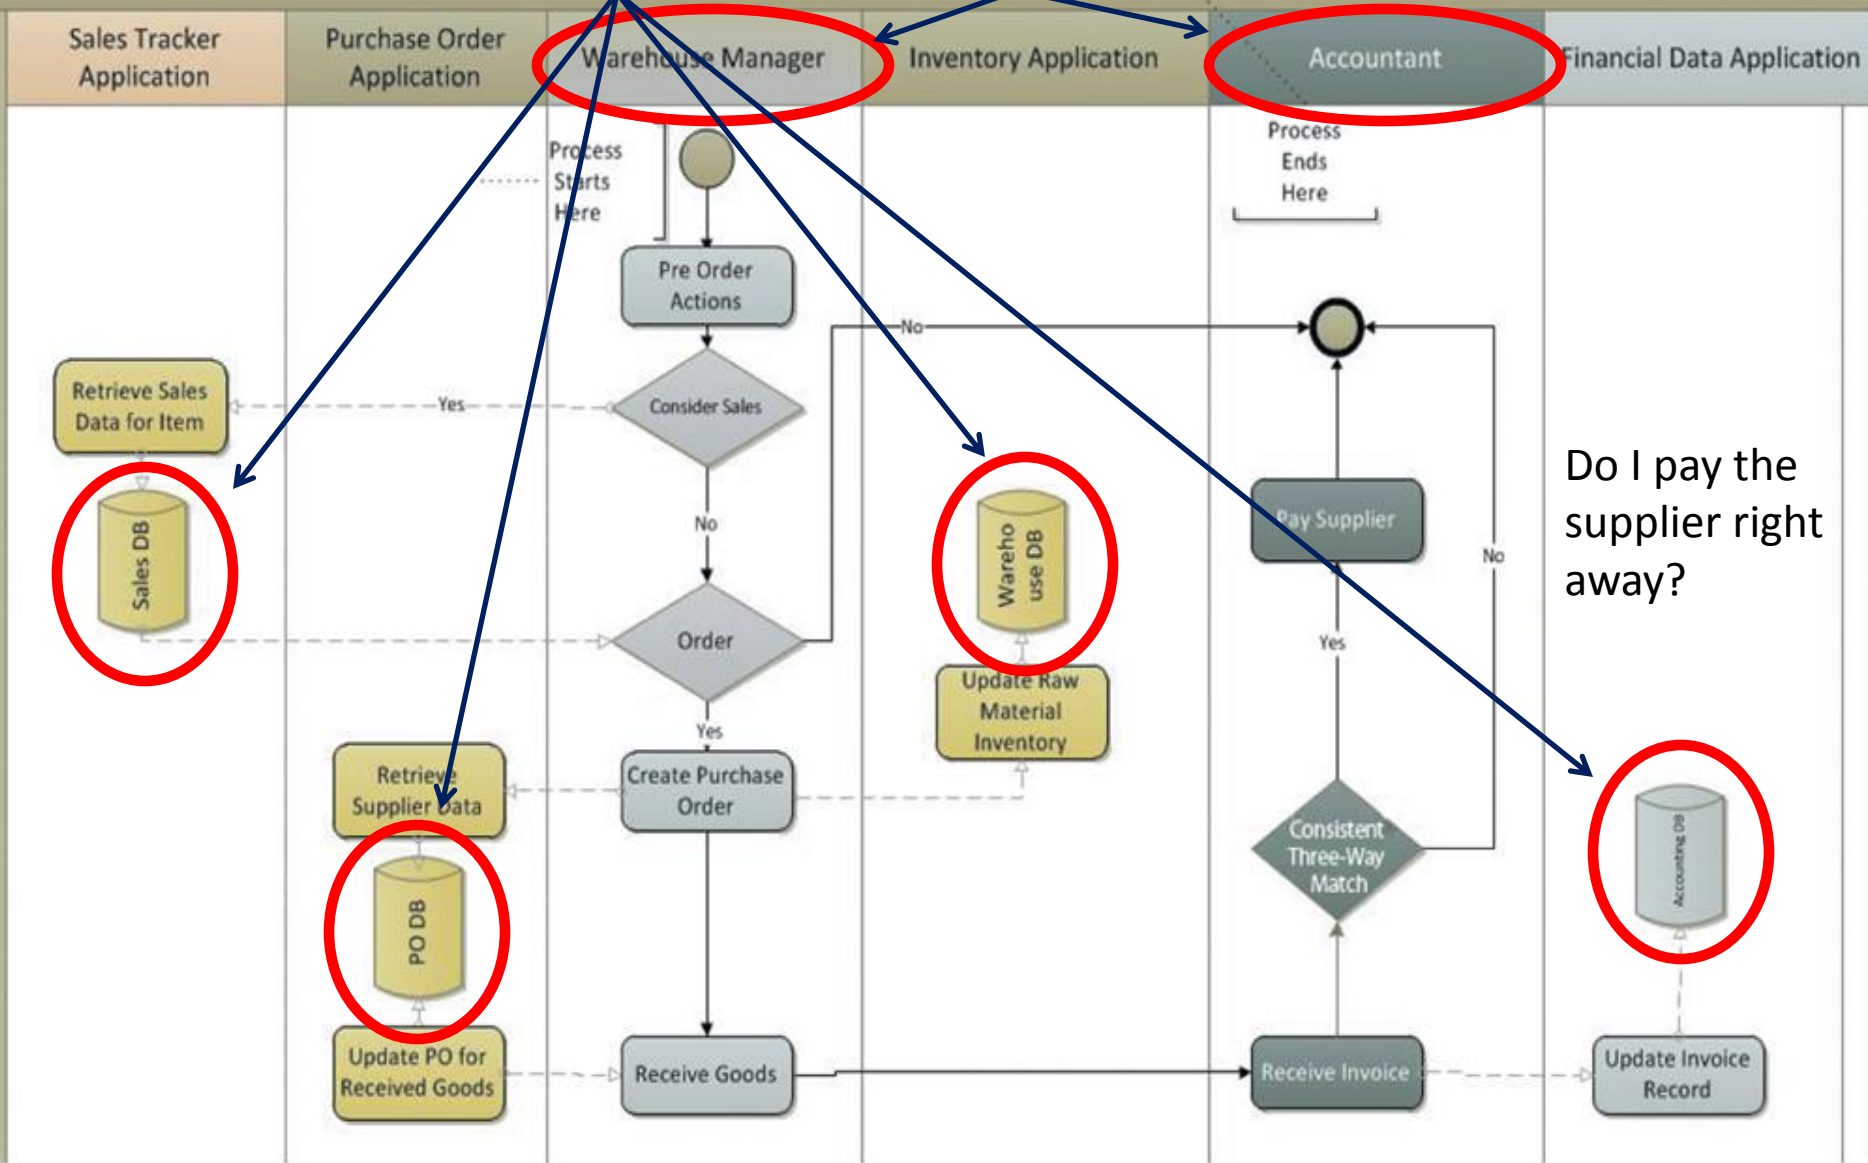 Sales Tracker
Application
Purchase Order
Application
Warehouse Manager
Inventory Application
Accountant
Financial Data Application
Process
Starts
Here
Process
Ends
Here
Pre Order
Actions
No
Retrieve Sales
Data for Item
Yes
Consider Sales
Do I pay the
supplier right
away?
Sales DB
No
Wareho
use DB
Pay Supplier
No
Order
Yes
Update Raw
Material
Inventory
Yes
Retrieve
Supplier Data
Create Purchase
Order
Consistent
Three-Way
Match
Accounting DB
PO DB
Update PO for
Received Goods
Receive Goods
Receive Invoice
Update Invoice
Record